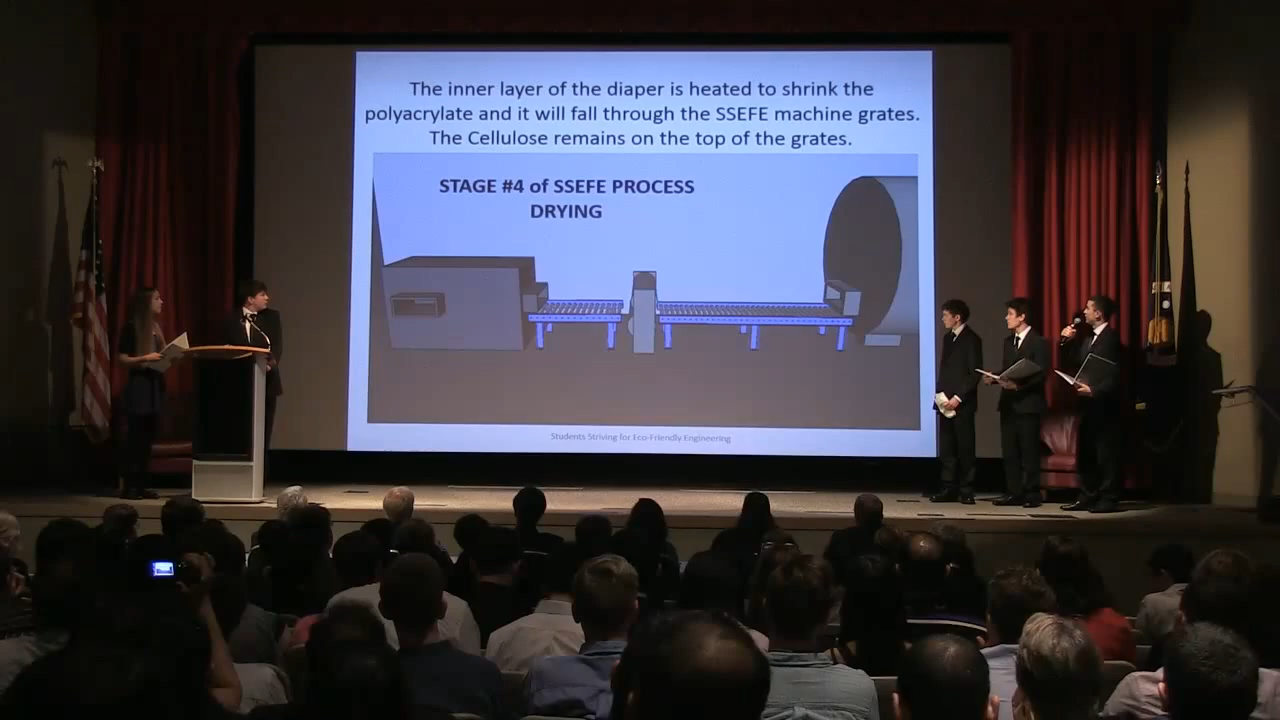 The inner layer of the diaper is heated to shrink the
polyacrylate and it will fall through the SSEFE machine grates.
The Cellulose remains on the top of the grates.
STAGE #4 of SSEFE PROCESS
DRYING
Students Striving for Eco-Friendly Engineering